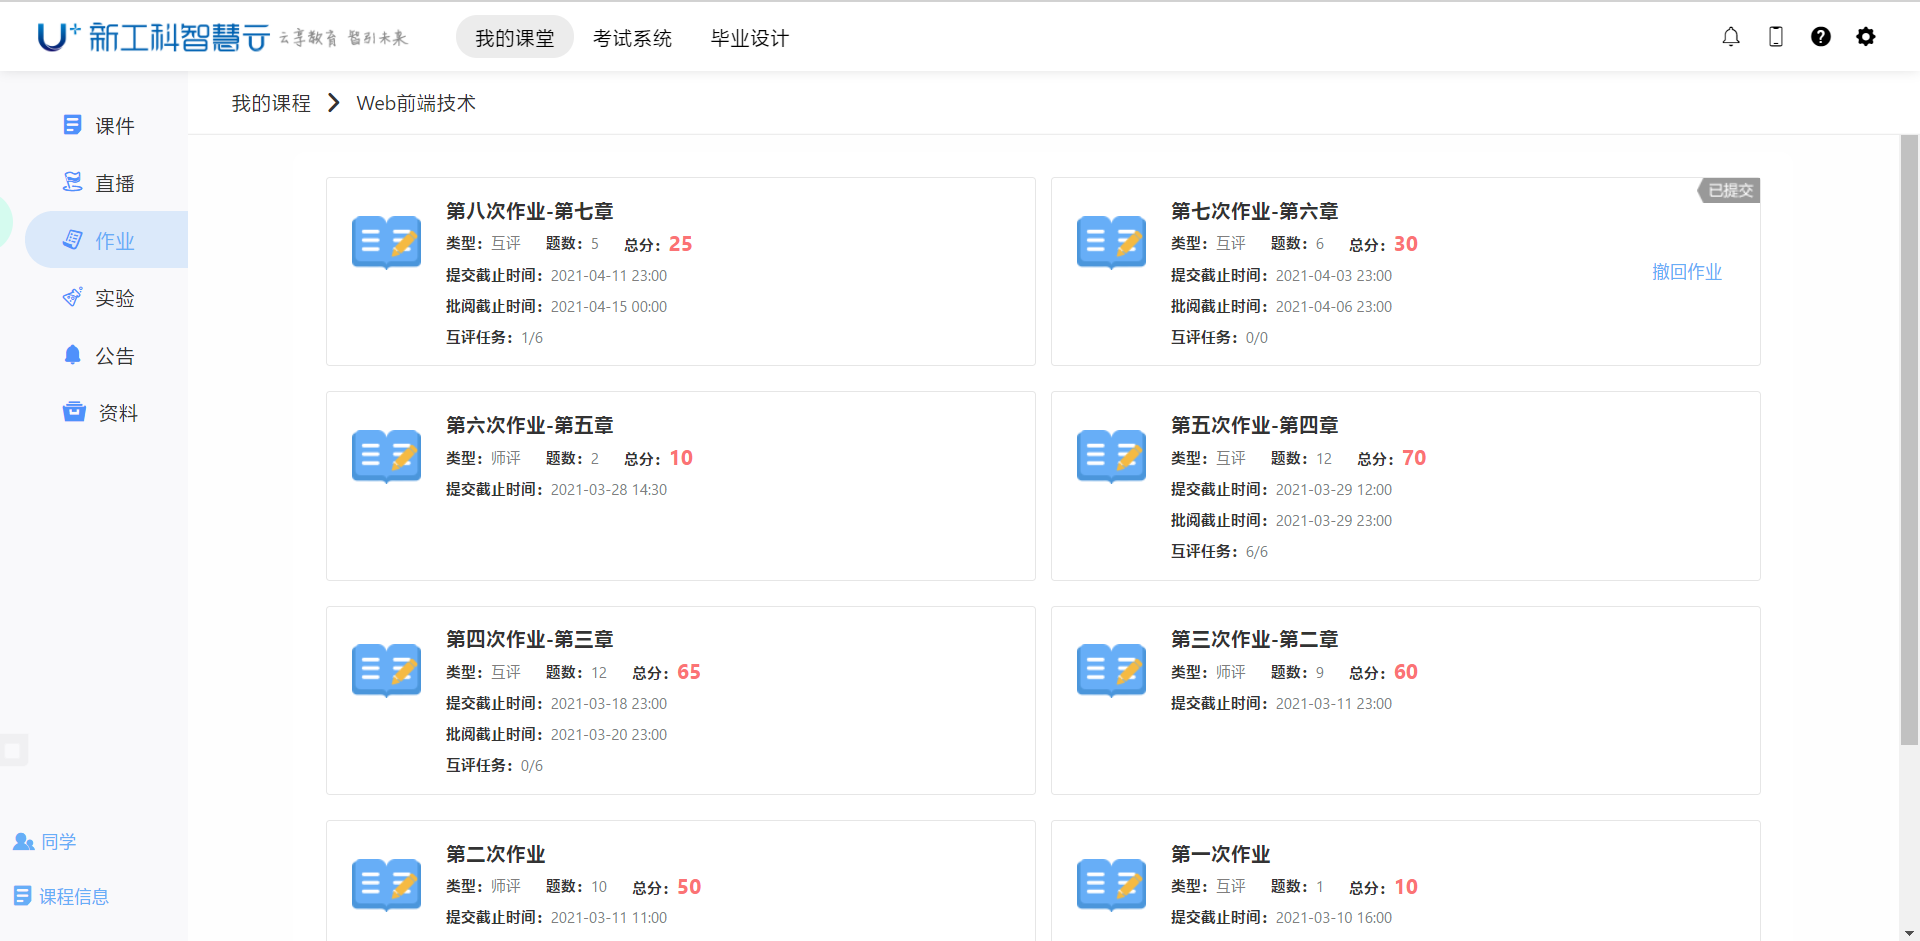 U+ 新工科智慧云 云享教育 智引未来 我的课堂 考试系统 毕业设计
我的课程 Web前端技术
课件
直播
作业
实验
公告
资料
同学
课程信息
第八次作业-第七章
类型：互评 题数：5 总分：25
提交截止时间：2021-04-11 23:00
批阅截止时间：2021-04-15 00:00
互评任务：1/6
已提交
第七次作业-第六章
类型：互评 题数：6 总分：30
提交截止时间：2021-04-03 23:00
撤回作业
批阅截止时间：2021-04-06 23:00
互评任务：0/0
第六次作业-第五章
类型：师评 题数：2 总分：10
提交截止时间：2021-03-28 14:30
第五次作业-第四章
类型：互评 题数：12 总分：70
提交截止时间：2021-03-29 12:00
批阅截止时间：2021-03-29 23:00
互评任务：6/6
第四次作业-第三章
类型：互评 题数：12 总分：65
提交截止时间：2021-03-18 23:00
批阅截止时间：2021-03-20 23:00
互评任务：0/6
第三次作业-第二章
类型：师评 题数：9 总分：60
提交截止时间：2021-03-11 23:00
第二次作业
类型：师评 题数：10 总分：50
提交截止时间：2021-03-11 11:00
第一次作业
类型：互评 题数：1 总分：10
提交截止时间：2021-03-10 16:00